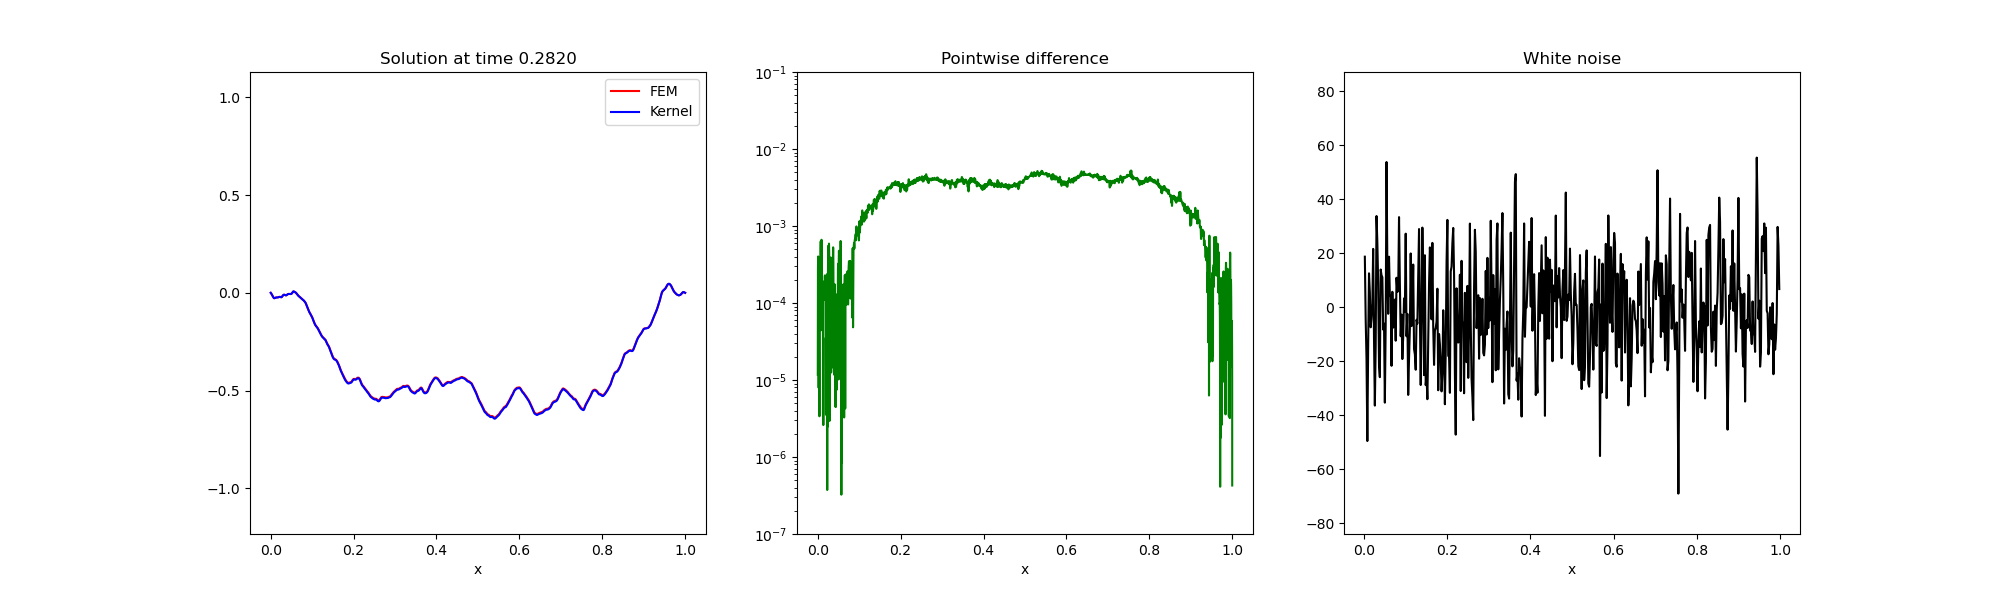 Solution at time 0.2820
1.0
0.5
0.0
−0.5
−1.0
FEM
Kernel
0.0 0.2 0.4 0.6 0.8 1.0
x
Pointwise difference
10⁻¹
10⁻²
10⁻³
10⁻⁴
10⁻⁵
10⁻⁶
10⁻⁷
0.0 0.2 0.4 0.6 0.8 1.0
x
White noise
80
60
40
20
0
−20
−40
−60
−80
0.0 0.2 0.4 0.6 0.8 1.0
x